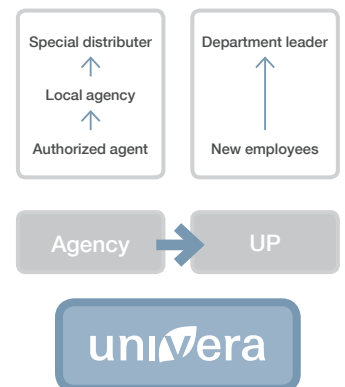 Special distributer
Local agency
Authorized agent
Department leader
New employees
Agency
UP
univera